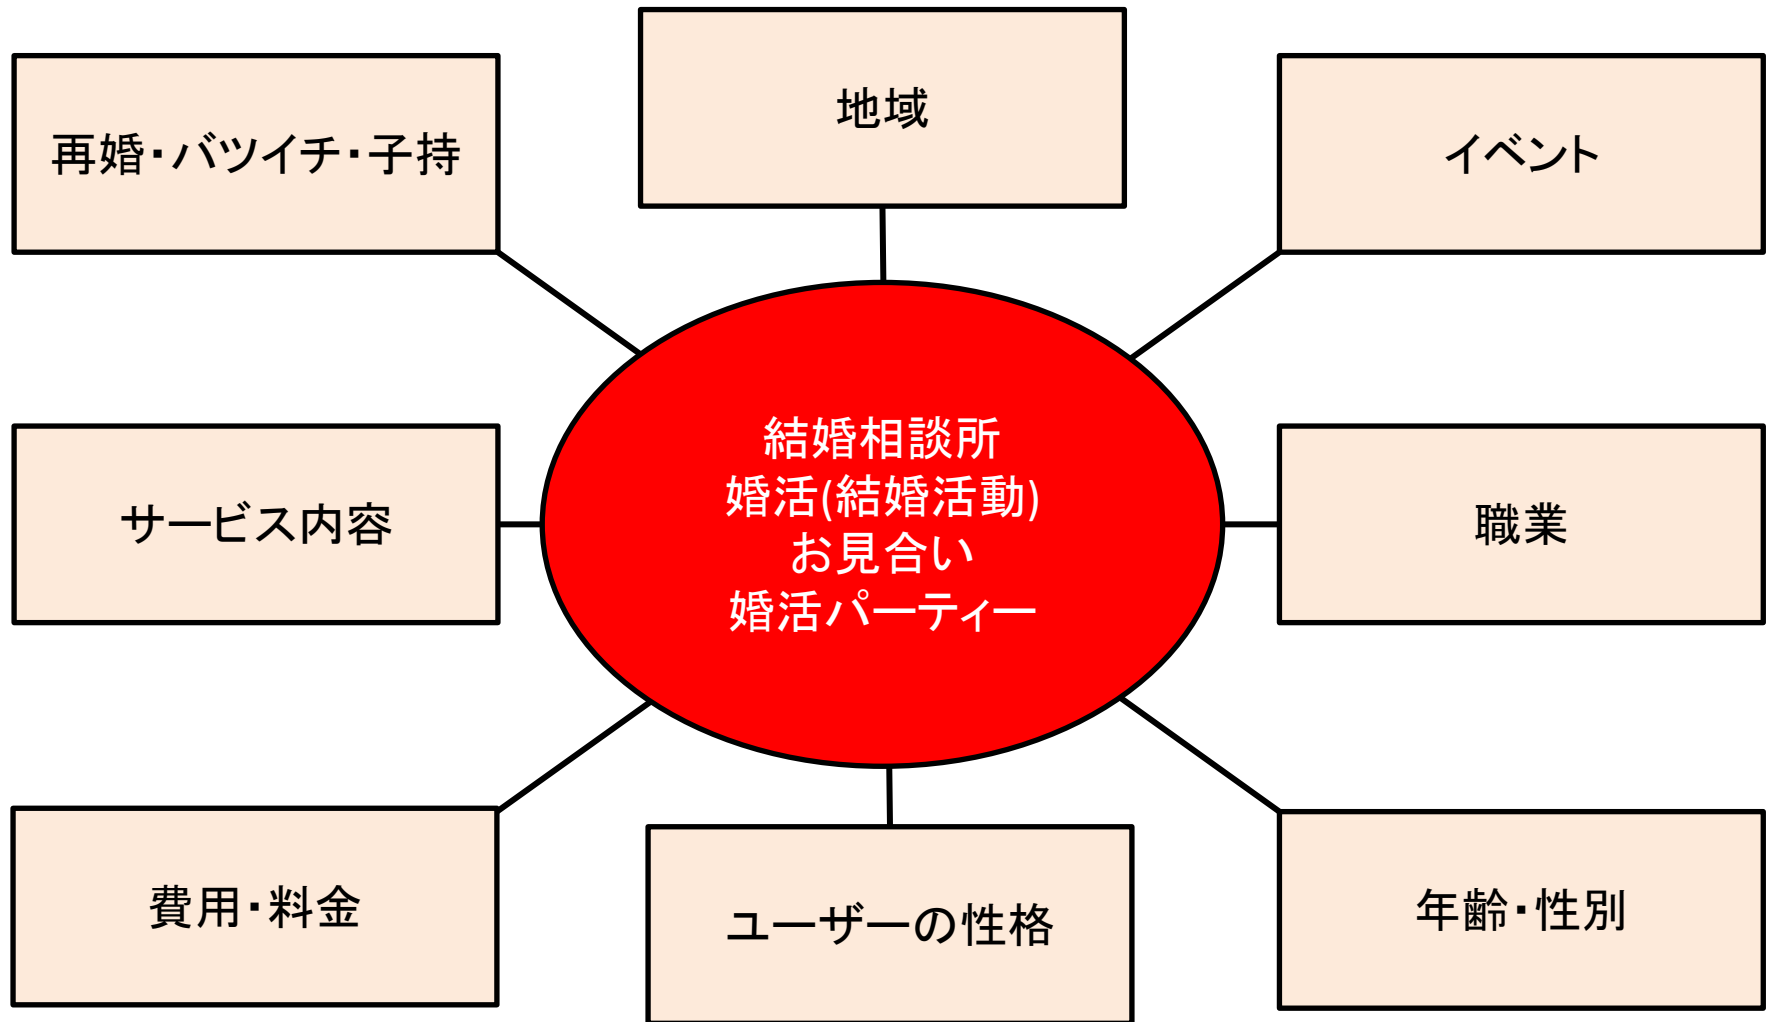 地域
再婚・バツイチ・子持
イベント
結婚相談所
婚活(結婚活動)
お見合い
婚活パーティー
サービス内容
職業
費用・料金
ユーザーの性格
年齢・性別